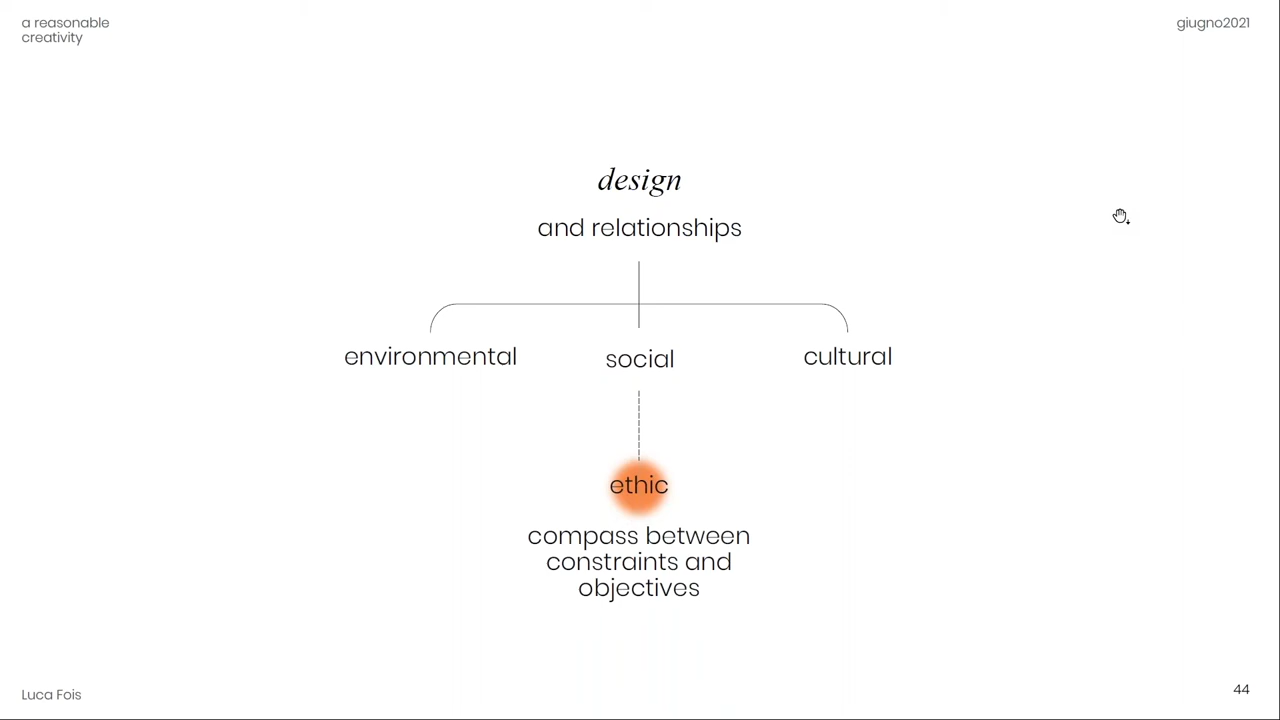 a reasonable
creativity
giugno2021
design
and relationships
environmental
social
cultural
ethic
compass between
constraints and
objectives
Luca Fois
44